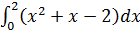 ∫₀²(x² + x − 2)dx